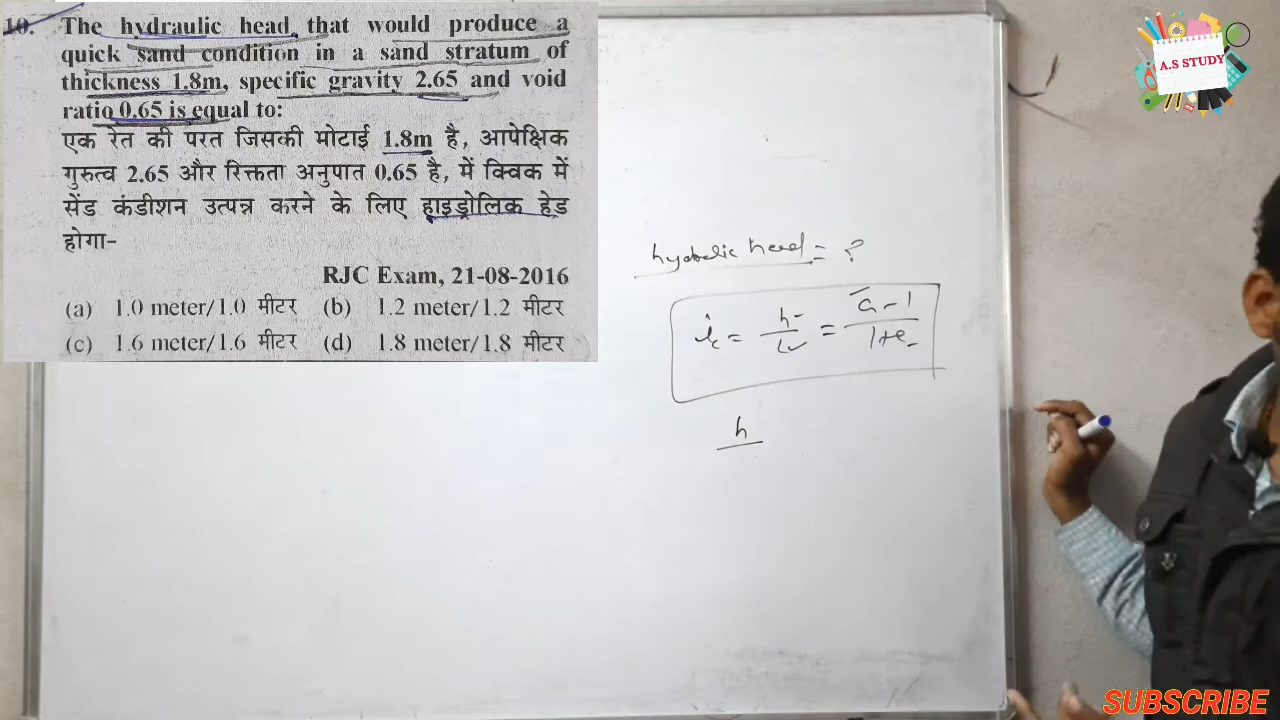 10. The hydraulic head, that would produce a
quick sand condition in a sand stratum of
thickness 1.8m, specific gravity 2.65 and void
ratio 0.65 is equal to:
एक रेत की परत जिसकी मोटाई 1.8m है, आपेक्षिक
गुरुत्व 2.65 और रिक्तता अनुपात 0.65 है, में क्विक में
सेंड कंडीशन उत्पन्न करने के लिए हाइड्रोलिक हेड
होगा-
RJC Exam, 21-08-2016
(a) 1.0 meter/1.0 मीटर (b) 1.2 meter/1.2 मीटर
(c) 1.6 meter/1.6 मीटर (d) 1.8 meter/1.8 मीटर
A.S STUDY
head = ?
i_c = h/L = G-1/1+e
h
SUBSCRIBE